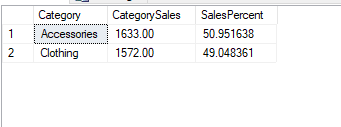 Category CategorySales SalesPercent
1 Accessories 1633.00 50.951638
2 Clothing 1572.00 49.048361